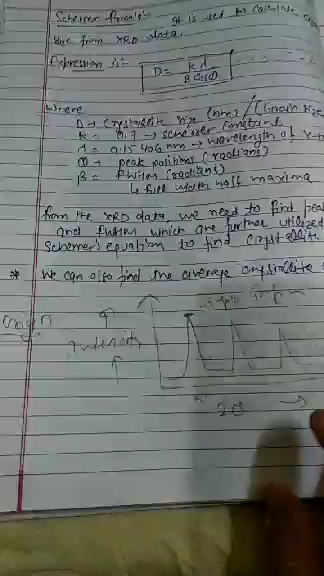 Scherrer formula:- It is used to calculate
size from XRD data.
Expression is:- D = kλ / β cosθ
Where
D → crystallite size (nm) / (Grain size
K = 0.9 → Scherrer constant
λ = 0.15406 nm → wavelength of x-
θ → peak positions (radians)
β = FWHM (radians)
↳ full width half maxima
from the XRD data, we need to find peak
and FWHM which are further utilized
Scherrer's equation to find crystallite
* We can also find the average crystallite
Intensity
2θ